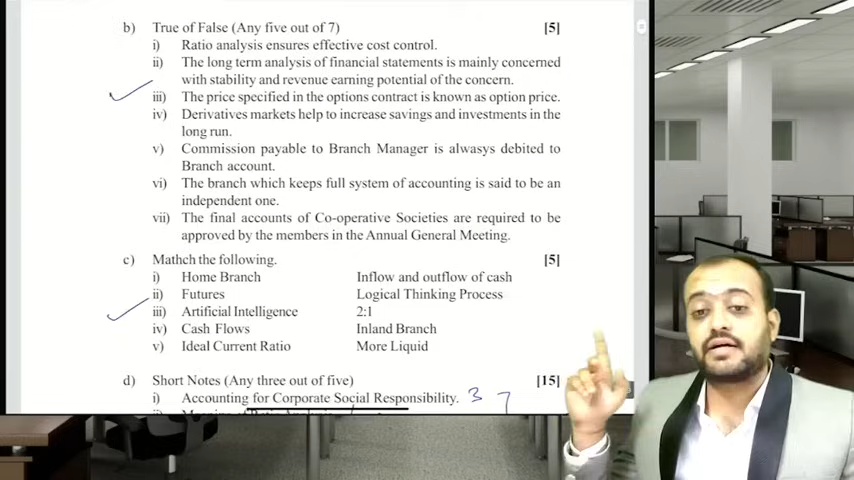 b) True of False (Any five out of 7) [5]
i) Ratio analysis ensures effective cost control.
ii) The long term analysis of financial statements is mainly concerned
with stability and revenue earning potential of the concern.
iii) The price specified in the options contract is known as option price.
iv) Derivatives markets help to increase savings and investments in the
long run.
v) Commission payable to Branch Manager is alwasys debited to
Branch account.
vi) The branch which keeps full system of accounting is said to be an
independent one.
vii) The final accounts of Co-operative Societies are required to be
approved by the members in the Annual General Meeting.
c) Mathch the following. [5]
i) Home Branch Inflow and outflow of cash
ii) Futures Logical Thinking Process
iii) Artificial Intelligence 2:1
iv) Cash Flows Inland Branch
v) Ideal Current Ratio More Liquid
d) Short Notes (Any three out of five) [15]
i) Accounting for Corporate Social Responsibility. 3 7